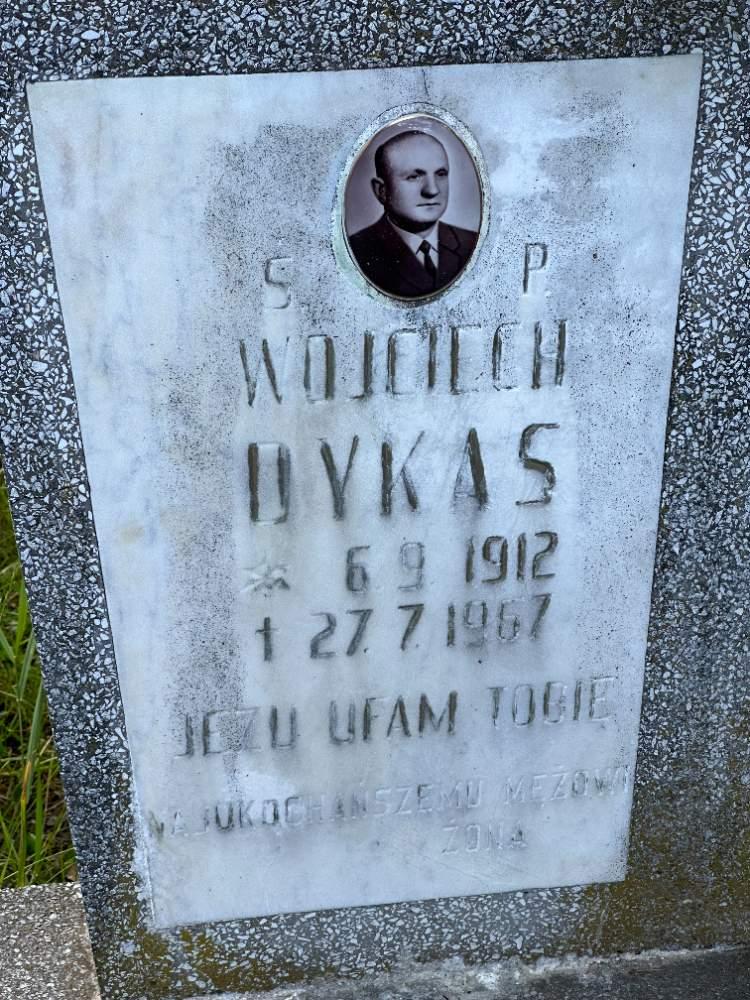 S. P.
WOJCIECH
DYKAS
* 6.9.1912
† 27.7.1967
JEZU UFAM TOBIE
NAJUKOCHAŃSZEMU MĘŻOWI
ŻONA